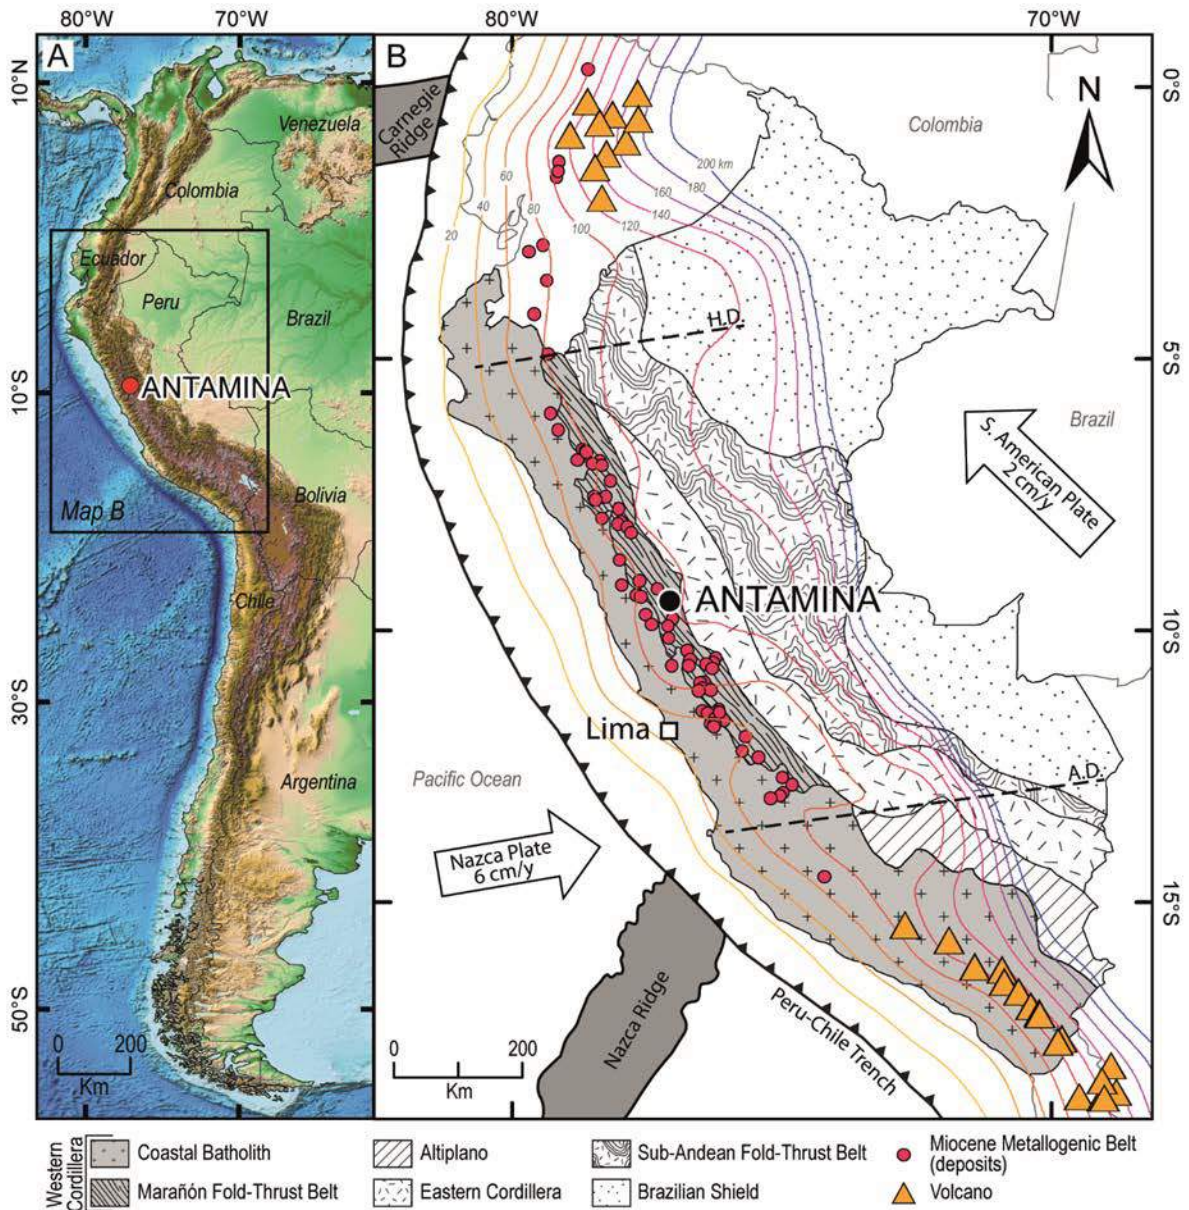 80°W
70°W
80°W
70°W
A
B
10°N
10°S
30°S
50°S
0°S
5°S
10°S
15°S
Venezuela
Colombia
Ecuador
Peru
Brazil
ANTAMINA
Bolivia
Map B
Chile
Argentina
0
200
Km
Carnegie
Ridge
Colombia
N
200 km
180
160
140
120
100
80
60
40
20
H.D.
Brazil
S. American Plate
2 cm/y
ANTAMINA
Lima
A.D.
Pacific Ocean
Nazca Plate
6 cm/y
Nazca Ridge
Peru-Chile Trench
0
200
Km
Western
Cordillera
Coastal Batholith
Marañón Fold-Thrust Belt
Altiplano
Eastern Cordillera
Sub-Andean Fold-Thrust Belt
Brazilian Shield
Miocene Metallogenic Belt
(deposits)
Volcano